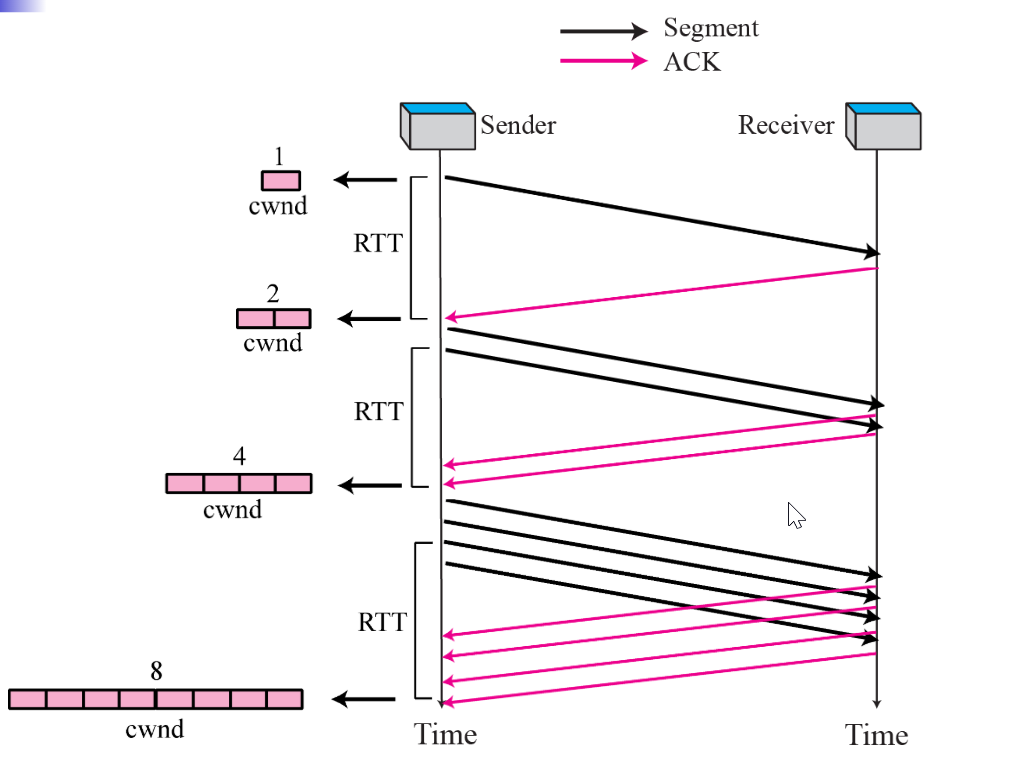 Segment
ACK
Sender
Receiver
1
cwnd
RTT
2
cwnd
RTT
4
cwnd
RTT
8
cwnd
Time
Time